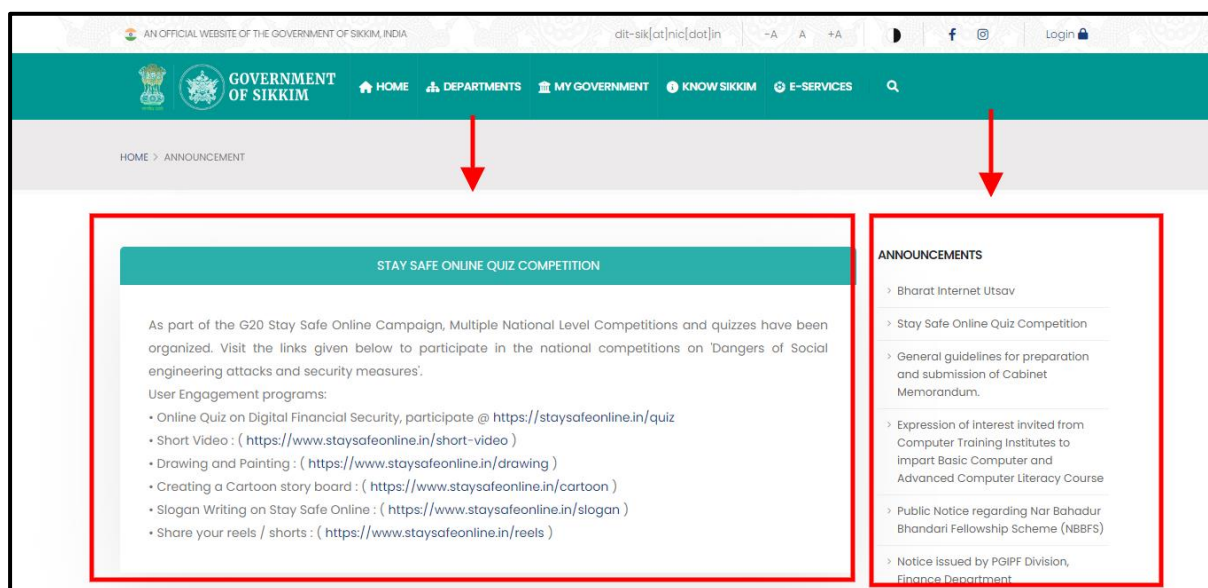 AN OFFICIAL WEBSITE OF THE GOVERNMENT OF SIKKIM, INDIA
dit-sik[at]nic[dot]in
-A A +A
Login
GOVERNMENT
OF SIKKIM
HOME
DEPARTMENTS
MY GOVERNMENT
KNOW SIKKIM
E-SERVICES
HOME > ANNOUNCEMENT
STAY SAFE ONLINE QUIZ COMPETITION
As part of the G20 Stay Safe Online Campaign, Multiple National Level Competitions and quizzes have been
organized. Visit the links given below to participate in the national competitions on 'Dangers of Social
engineering attacks and security measures'.
User Engagement programs:
• Online Quiz on Digital Financial Security, participate @ https://staysafeonline.in/quiz
• Short Video : ( https://www.staysafeonline.in/short-video )
• Drawing and Painting : ( https://www.staysafeonline.in/drawing )
• Creating a Cartoon story board : ( https://www.staysafeonline.in/cartoon )
• Slogan Writing on Stay Safe Online : ( https://www.staysafeonline.in/slogan )
• Share your reels / shorts : ( https://www.staysafeonline.in/reels )
ANNOUNCEMENTS
> Bharat Internet Utsav
> Stay Safe Online Quiz Competition
> General guidelines for preparation
and submission of Cabinet
Memorandum.
> Expression of interest invited from
Computer Training Institutes to
impart Basic Computer and
Advanced Computer Literacy Course
> Public Notice regarding Nar Bahadur
Bhandari Fellowship Scheme (NBBFS)
> Notice issued by PGIPF Division,
Finance Department